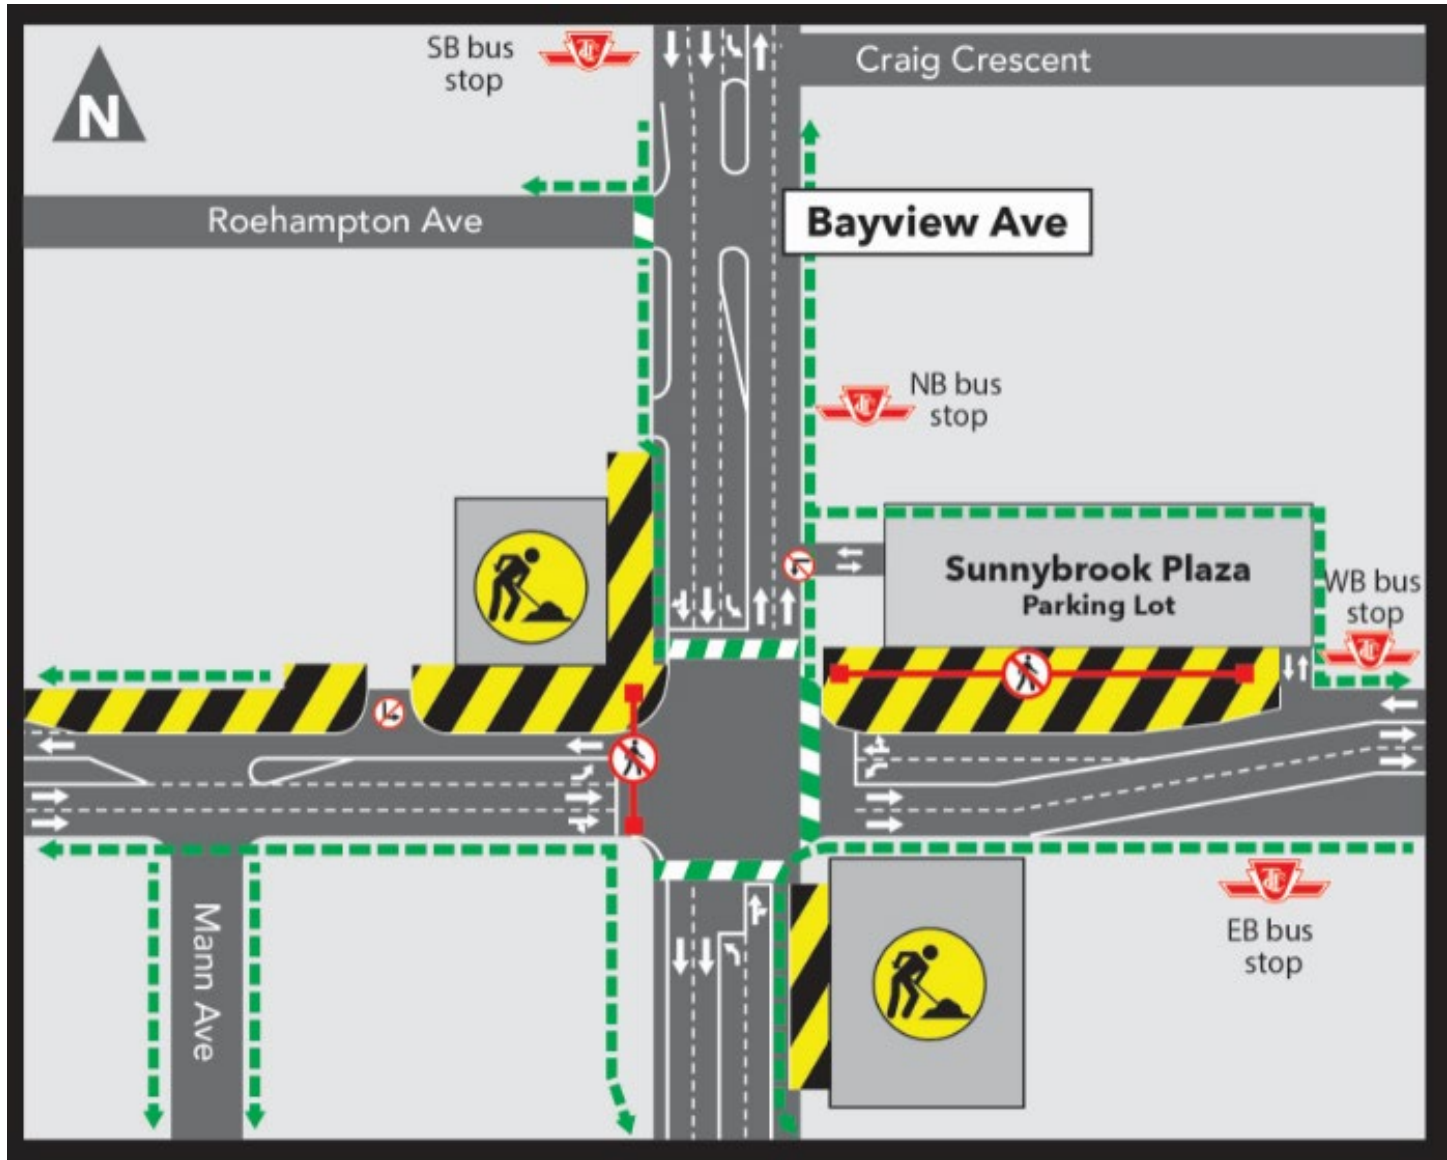 SB bus
stop
Craig Crescent
N
Roehampton Ave
Bayview Ave
NB bus
stop
Sunnybrook Plaza
Parking Lot
WB bus
stop
Mann Ave
EB bus
stop